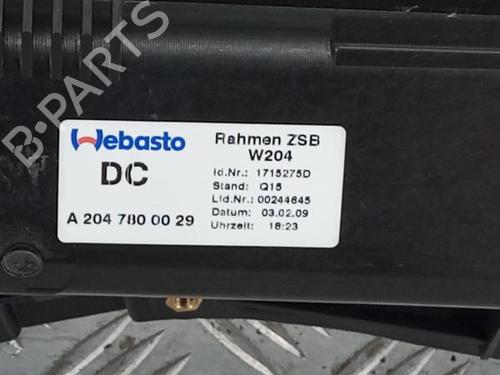 B-PARTS
Webasto
DC
A 204 780 00 29
Rahmen ZSB
W204
Id.Nr.: 1715275D
Stand: Q15
Lfd.Nr.: 00244645
Datum: 03.02.09
Uhrzeit: 16:23